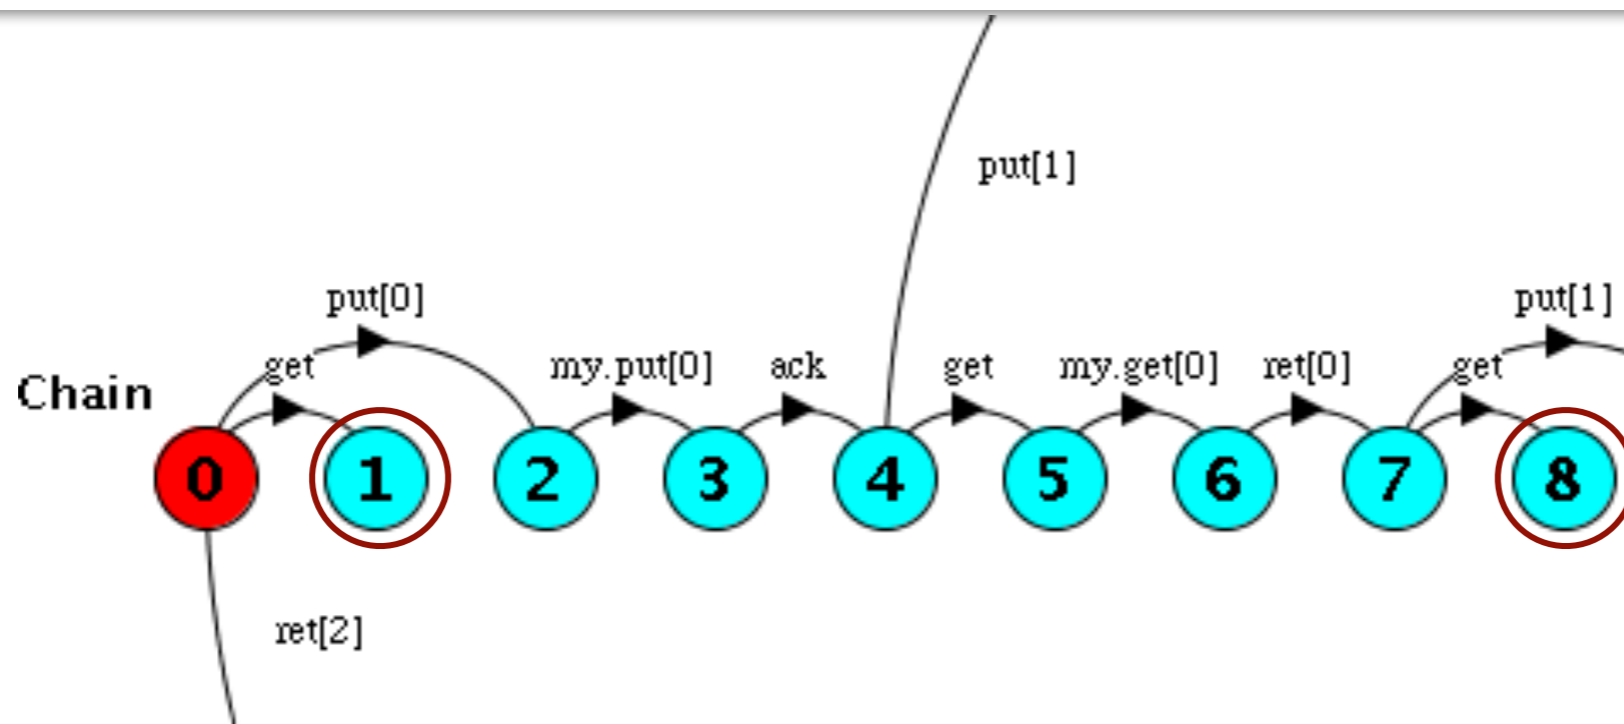 put[1]
put[0]
put[1]
get
my.put[0]
ack
get
my.get[0]
ret[0]
get
Chain
0
1
2
3
4
5
6
7
8
ret[2]